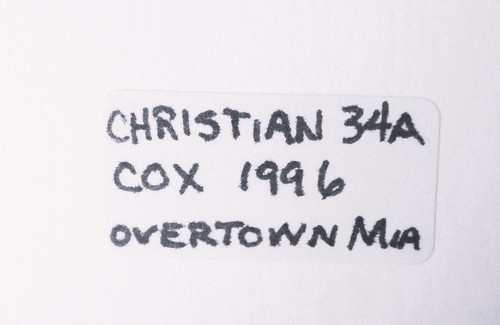 CHRISTIAN 34A
COX 1996
OVERTOWN MIA